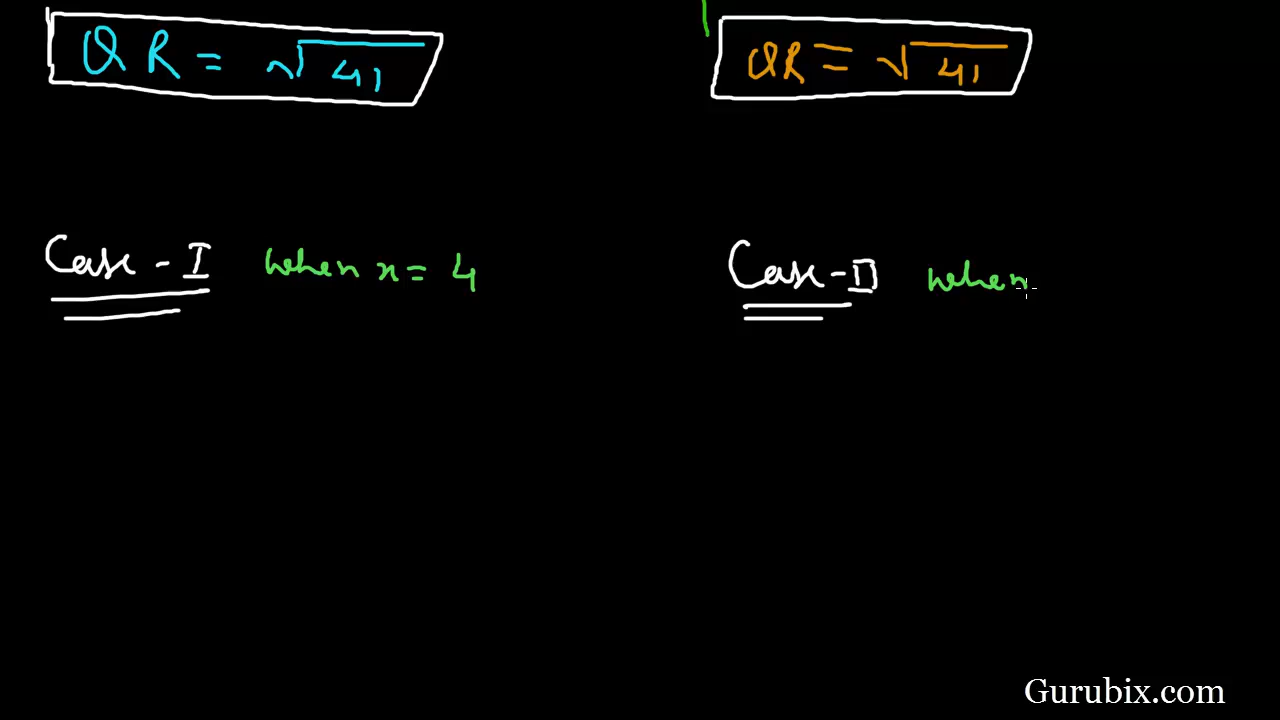 QR = √41
QR = √41
Case - I when x = 4
Case - II when
Gurubix.com